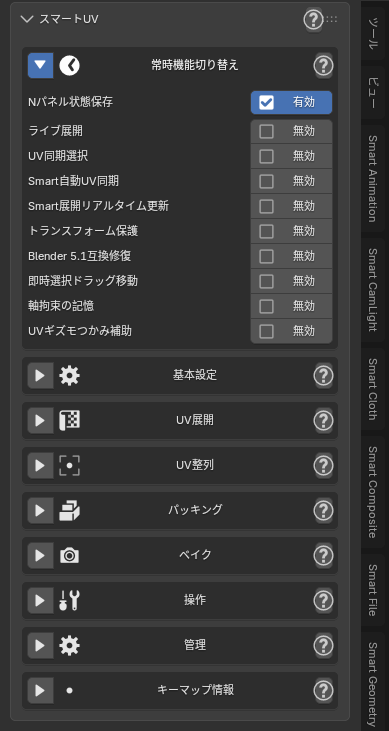 スマートUV
常時機能切り替え
Nパネル状態保存 有効
ライブ展開 無効
UV同期選択 無効
Smart自動UV同期 無効
Smart展開リアルタイム更新 無効
トランスフォーム保護 無効
Blender 5.1互換修復 無効
即時選択ドラッグ移動 無効
軸拘束の記憶 無効
UVギズモつかみ補助 無効
基本設定
UV展開
UV整列
パッキング
ベイク
操作
管理
キーマップ情報
ツール
ビュー
Smart Animation
Smart CamLight
Smart Cloth
Smart Composite
Smart File
Smart Geometry